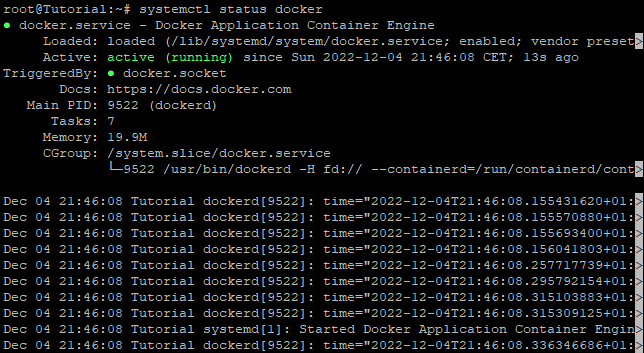 root@Tutorial:~# systemctl status docker
● docker.service - Docker Application Container Engine
Loaded: loaded (/lib/systemd/system/docker.service; enabled; vendor preset>
Active: active (running) since Sun 2022-12-04 21:46:08 CET; 13s ago
TriggeredBy: ● docker.socket
Docs: https://docs.docker.com
Main PID: 9522 (dockerd)
Tasks: 7
Memory: 19.9M
CGroup: /system.slice/docker.service
└─9522 /usr/bin/dockerd -H fd:// --containerd=/run/containerd/cont>
Dec 04 21:46:08 Tutorial dockerd[9522]: time="2022-12-04T21:46:08.155431620+01:>
Dec 04 21:46:08 Tutorial dockerd[9522]: time="2022-12-04T21:46:08.155570880+01:>
Dec 04 21:46:08 Tutorial dockerd[9522]: time="2022-12-04T21:46:08.155693400+01:>
Dec 04 21:46:08 Tutorial dockerd[9522]: time="2022-12-04T21:46:08.156041803+01:>
Dec 04 21:46:08 Tutorial dockerd[9522]: time="2022-12-04T21:46:08.257717739+01:>
Dec 04 21:46:08 Tutorial dockerd[9522]: time="2022-12-04T21:46:08.295792154+01:>
Dec 04 21:46:08 Tutorial dockerd[9522]: time="2022-12-04T21:46:08.315103883+01:>
Dec 04 21:46:08 Tutorial dockerd[9522]: time="2022-12-04T21:46:08.315309125+01:>
Dec 04 21:46:08 Tutorial systemd[1]: Started Docker Application Container Engin>
Dec 04 21:46:08 Tutorial dockerd[9522]: time="2022-12-04T21:46:08.336346686+01:>